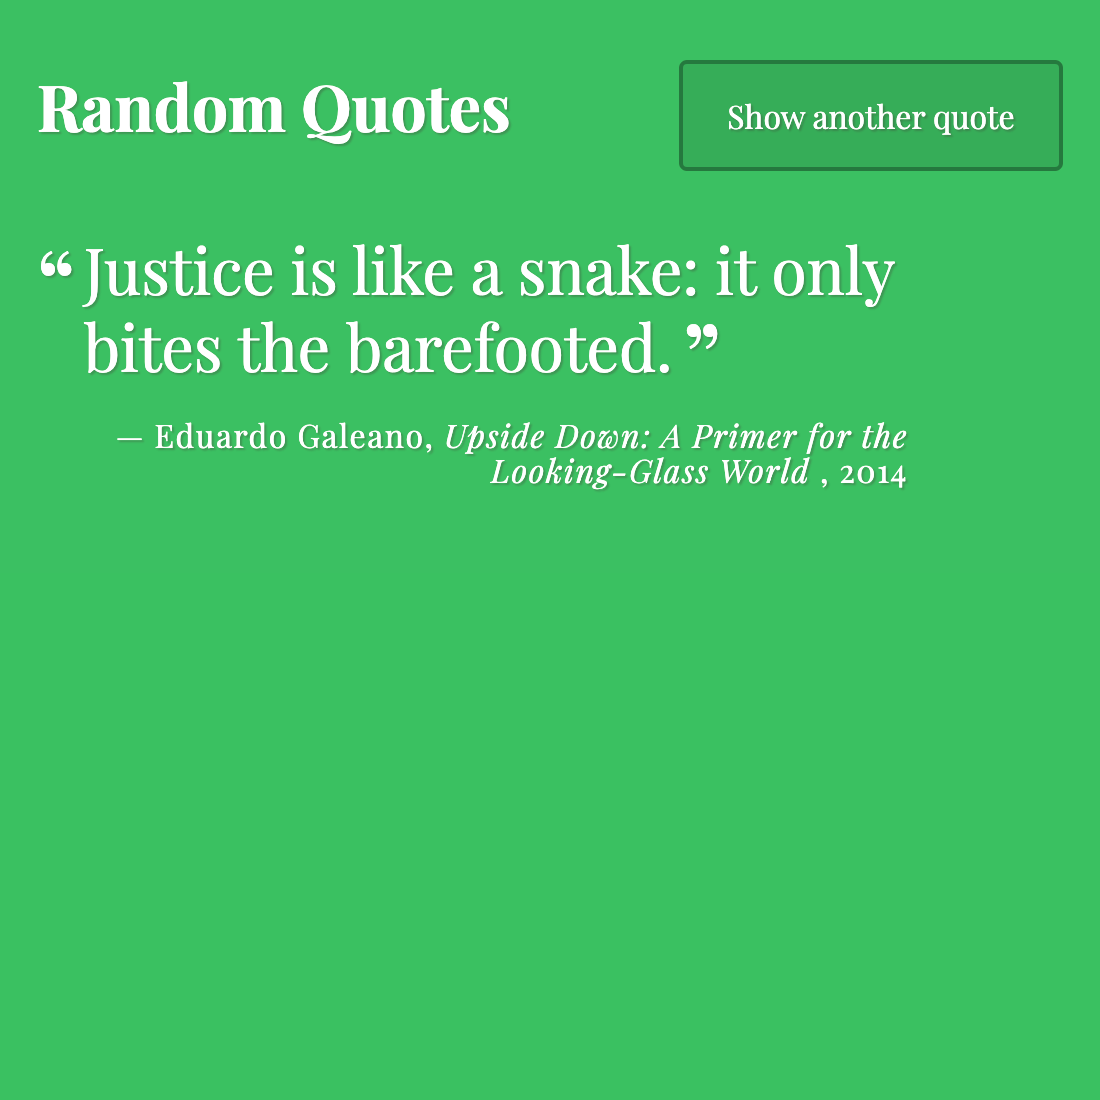 Random Quotes
Show another quote
“Justice is like a snake: it only
bites the barefooted.”
— Eduardo Galeano, Upside Down: A Primer for the
Looking-Glass World , 2014